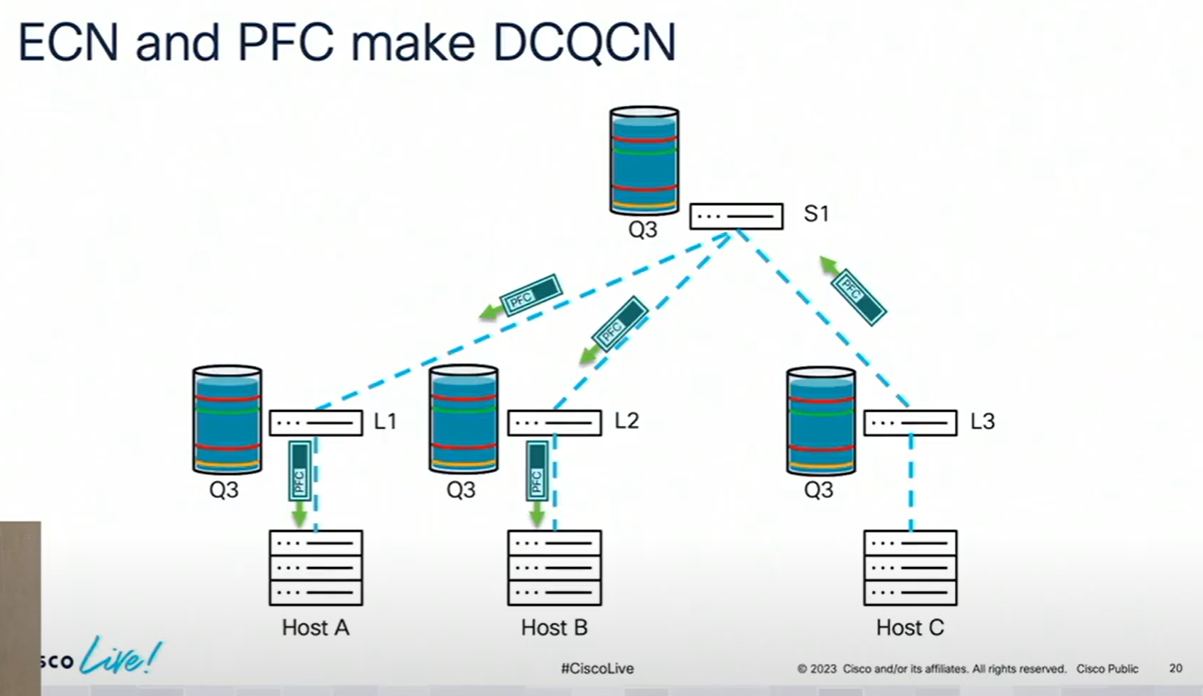 ECN and PFC make DCQCN
Q3
S1
PFC
PFC
PFC
L1
L2
L3
PFC
PFC
Q3
Q3
Q3
Host A
Host B
Host C
sco Live!
#CiscoLive
© 2023 Cisco and/or its affiliates. All rights reserved. Cisco Public
20